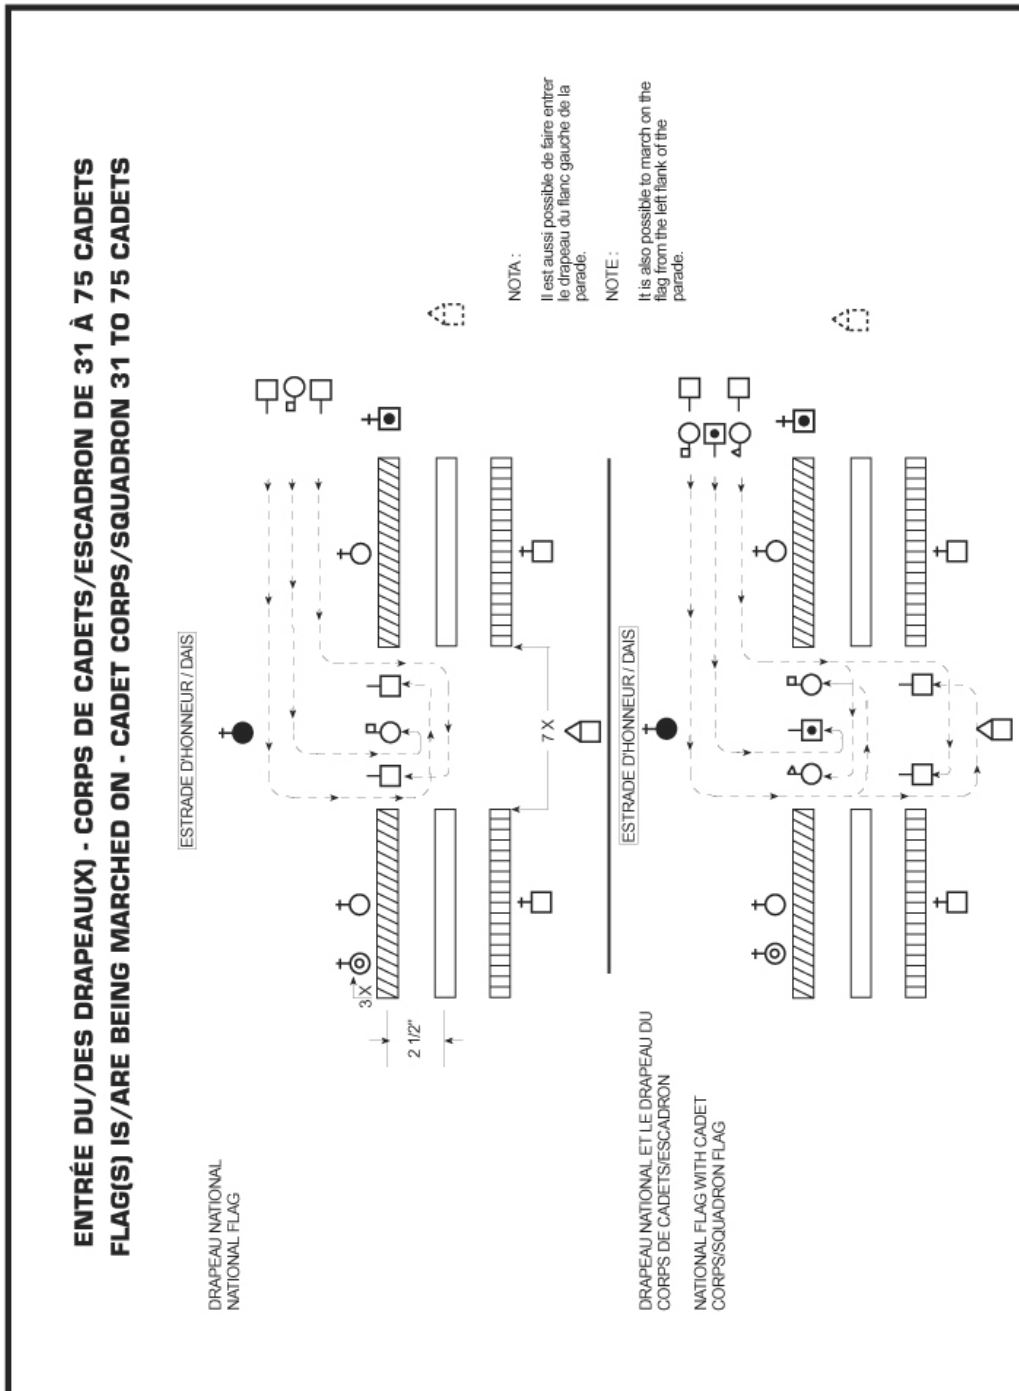 ENTRÉE DU/DES DRAPEAU(X) - CORPS DE CADETS/ESCADRON DE 31 À 75 CADETS
FLAG(S) IS/ARE BEING MARCHED ON - CADET CORPS/SQUADRON 31 TO 75 CADETS
DRAPEAU NATIONAL
NATIONAL FLAG
ESTRADE D'HONNEUR / DAIS
3 X
2 1/2"
7 X
NOTA :
Il est aussi possible de faire entrer
le drapeau du flanc gauche de la
parade.
NOTE :
It is also possible to march on the
flag from the left flank of the
parade.
DRAPEAU NATIONAL ET LE DRAPEAU DU
CORPS DE CADETS/ESCADRON
NATIONAL FLAG WITH CADET
CORPS/SQUADRON FLAG
ESTRADE D'HONNEUR / DAIS